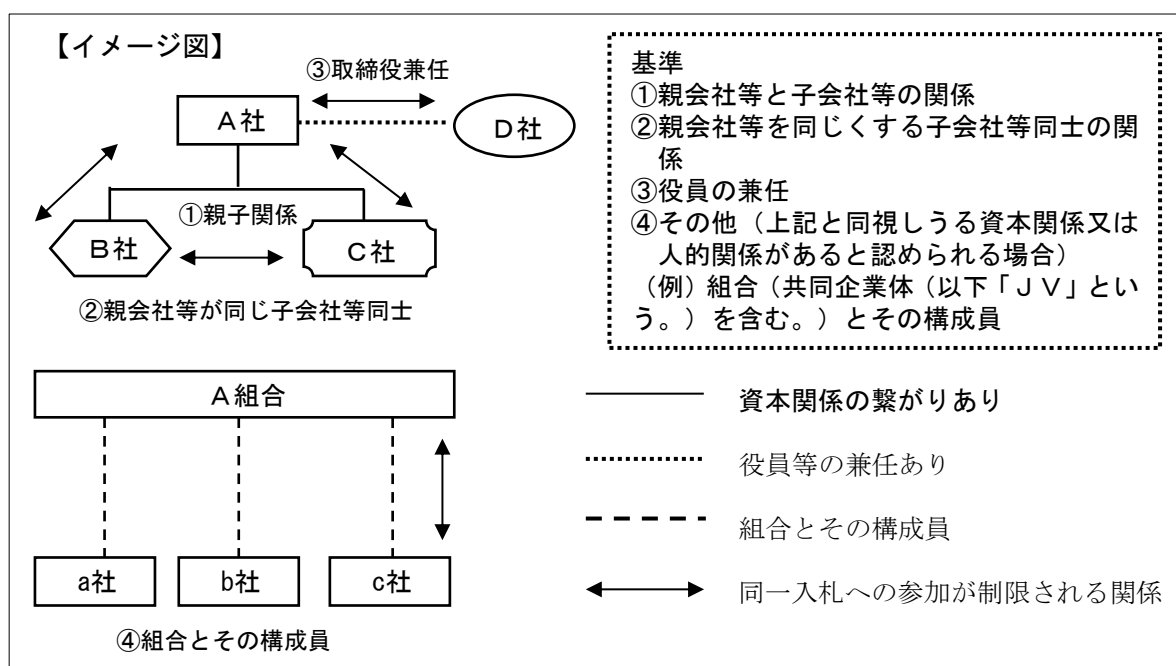 【イメージ図】
③取締役兼任
A社
D社
①親子関係
B社
C社
②親会社等が同じ子会社等同士
基準
①親会社等と子会社等の関係
②親会社等を同じくする子会社等同士の関
係
③役員の兼任
④その他（上記と同視しうる資本関係又は
人的関係があると認められる場合）
（例）組合（共同企業体（以下「ＪＶ」とい
う。）を含む。）とその構成員
A組合
a社
b社
c社
④組合とその構成員
資本関係の繋がりあり
役員等の兼任あり
組合とその構成員
同一入札への参加が制限される関係